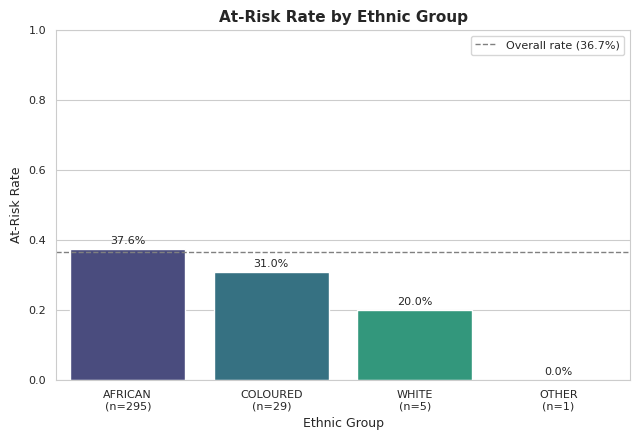 At-Risk Rate by Ethnic Group
1.0
Overall rate (36.7%)
0.8
0.6
At-Risk Rate
0.4
37.6%
31.0%
0.2
20.0%
0.0%
0.0
AFRICAN
(n=295)
COLOURED
(n=29)
WHITE
(n=5)
OTHER
(n=1)
Ethnic Group